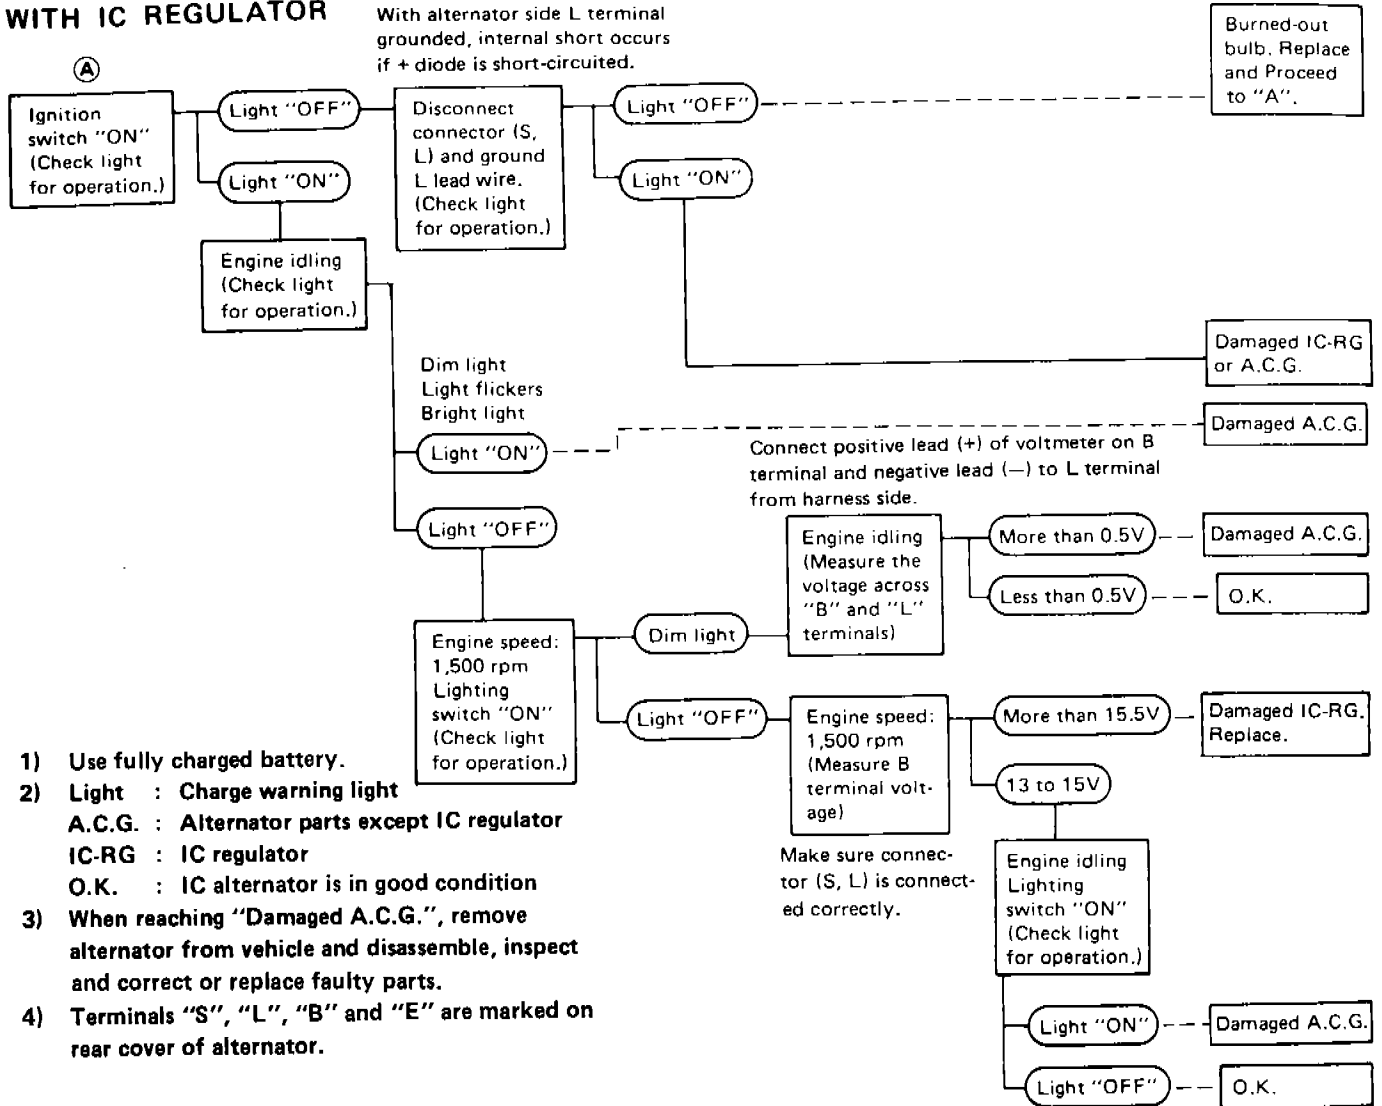 WITH IC REGULATOR
With alternator side L terminal
grounded, internal short occurs
if + diode is short-circuited.
A
Ignition
switch "ON"
(Check light
for operation.)
Light "OFF"
Light "ON"
Disconnect
connector (S,
L) and ground
L lead wire.
(Check light
for operation.)
Light "OFF"
Light "ON"
Burned-out
bulb. Replace
and Proceed
to "A".
Engine idling
(Check light
for operation.)
Damaged IC-RG
or A.C.G.
Dim light
Light flickers
Bright light
Light "ON"
Damaged A.C.G.
Connect positive lead (+) of voltmeter on B
terminal and negative lead (−) to L terminal
from harness side.
Light "OFF"
Engine idling
(Measure the
voltage across
"B" and "L"
terminals)
More than 0.5V
Damaged A.C.G.
Less than 0.5V
O.K.
Engine speed:
1,500 rpm
Lighting
switch "ON"
(Check light
for operation.)
Dim light
Light "OFF"
Engine speed:
1,500 rpm
(Measure B
terminal volt-
age)
More than 15.5V
Damaged IC-RG.
Replace.
13 to 15V
Make sure connec-
tor (S, L) is connect-
ed correctly.
Engine idling
Lighting
switch "ON"
(Check light
for operation.)
Light "ON"
Damaged A.C.G.
Light "OFF"
O.K.
1) Use fully charged battery.
2) Light : Charge warning light
A.C.G. : Alternator parts except IC regulator
IC-RG : IC regulator
O.K. : IC alternator is in good condition
3) When reaching "Damaged A.C.G.", remove
alternator from vehicle and disassemble, inspect
and correct or replace faulty parts.
4) Terminals "S", "L", "B" and "E" are marked on
rear cover of alternator.